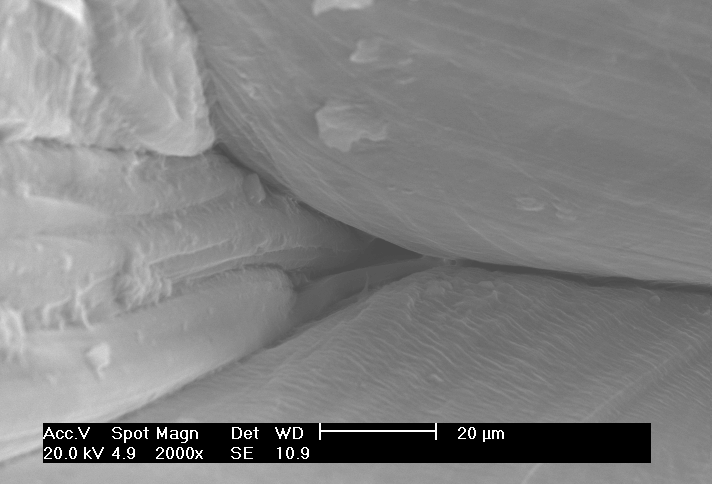 Acc.V Spot Magn Det WD 20 µm
20.0 kV 4.9 2000x SE 10.9